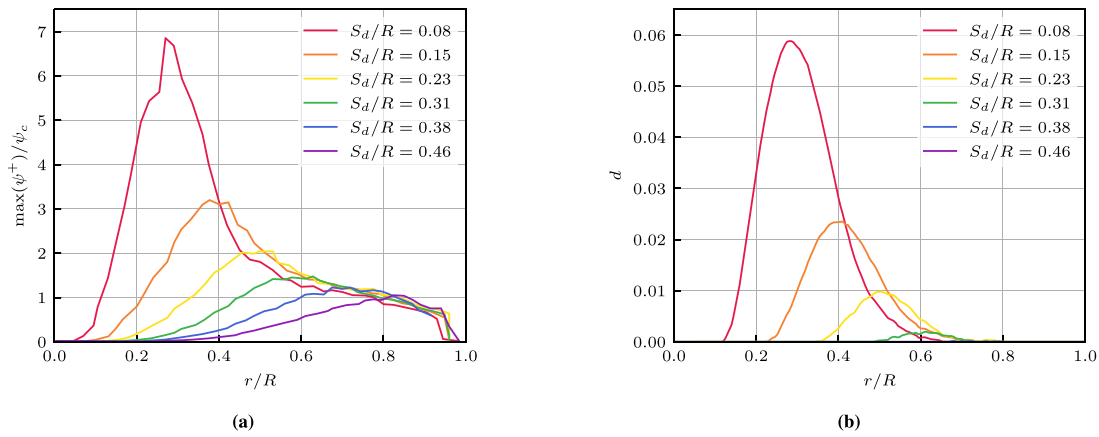 max(ψ⁺)/ψ_c
7
6
5
4
3
2
1
0
0.0 0.2 0.4 0.6 0.8 1.0
r/R
S_d/R = 0.08
S_d/R = 0.15
S_d/R = 0.23
S_d/R = 0.31
S_d/R = 0.38
S_d/R = 0.46
(a)
d
0.06
0.05
0.04
0.03
0.02
0.01
0.00
0.0 0.2 0.4 0.6 0.8 1.0
r/R
S_d/R = 0.08
S_d/R = 0.15
S_d/R = 0.23
S_d/R = 0.31
S_d/R = 0.38
S_d/R = 0.46
(b)